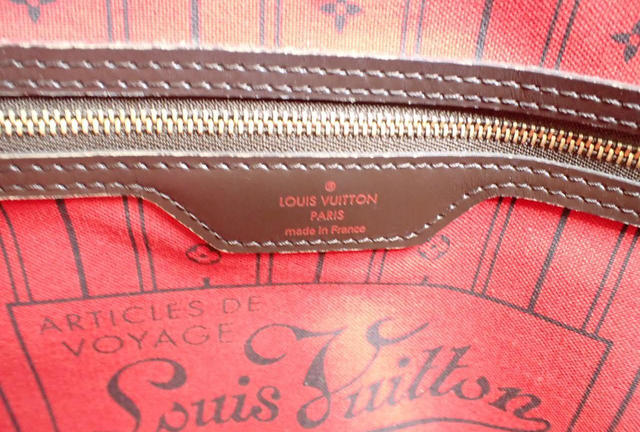 ®
LOUIS VUITTON
PARIS
made in France
ARTICLES DE
VOYAGE
Louis Vuitton